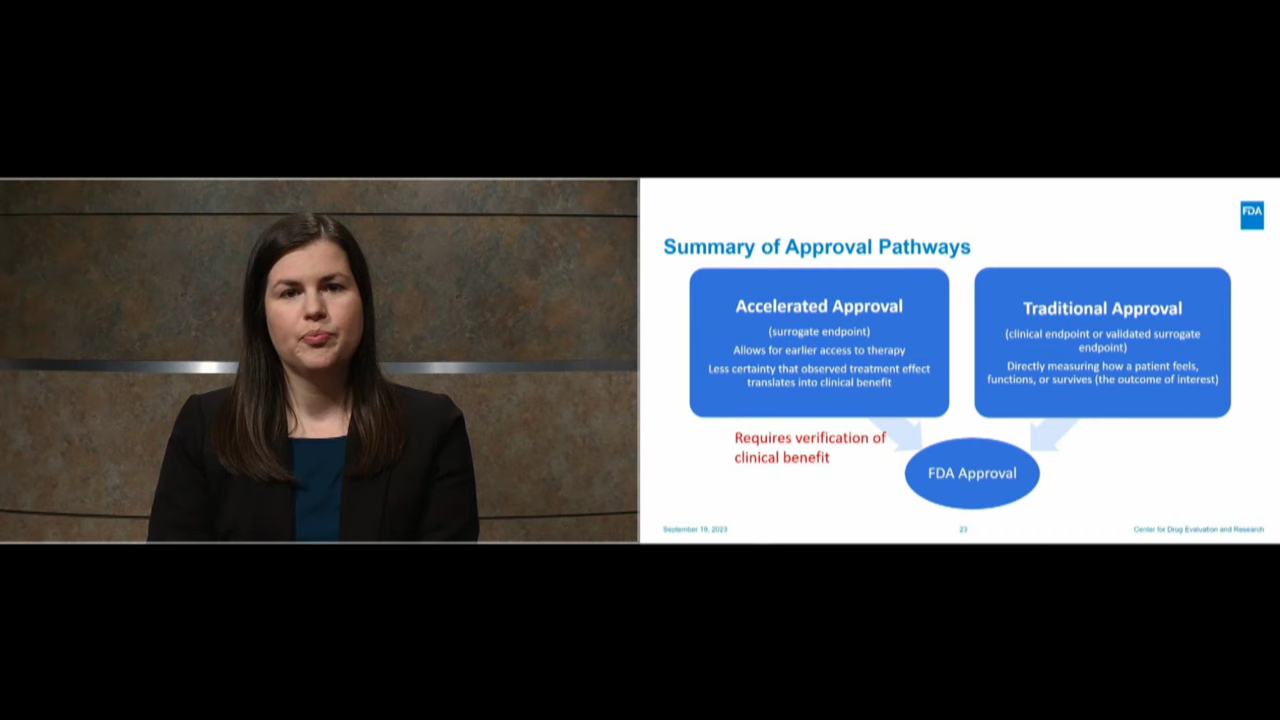 FDA
Summary of Approval Pathways
Accelerated Approval
(surrogate endpoint)
Allows for earlier access to therapy
Less certainty that observed treatment effect
translates into clinical benefit
Traditional Approval
(clinical endpoint or validated surrogate
endpoint)
Directly measuring how a patient feels,
functions, or survives (the outcome of interest)
Requires verification of
clinical benefit
FDA Approval
September 19, 2023
23
Center for Drug Evaluation and Research